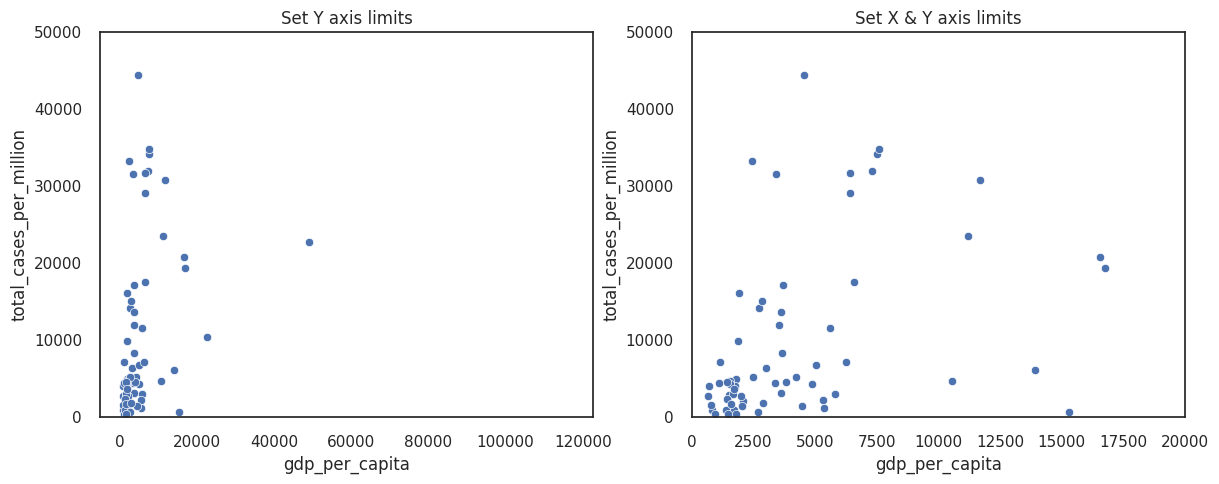 Set Y axis limits
50000
40000
30000
20000
10000
0
total_cases_per_million
0 20000 40000 60000 80000 100000 120000
gdp_per_capita
Set X & Y axis limits
50000
40000
30000
20000
10000
0
total_cases_per_million
0 2500 5000 7500 10000 12500 15000 17500 20000
gdp_per_capita